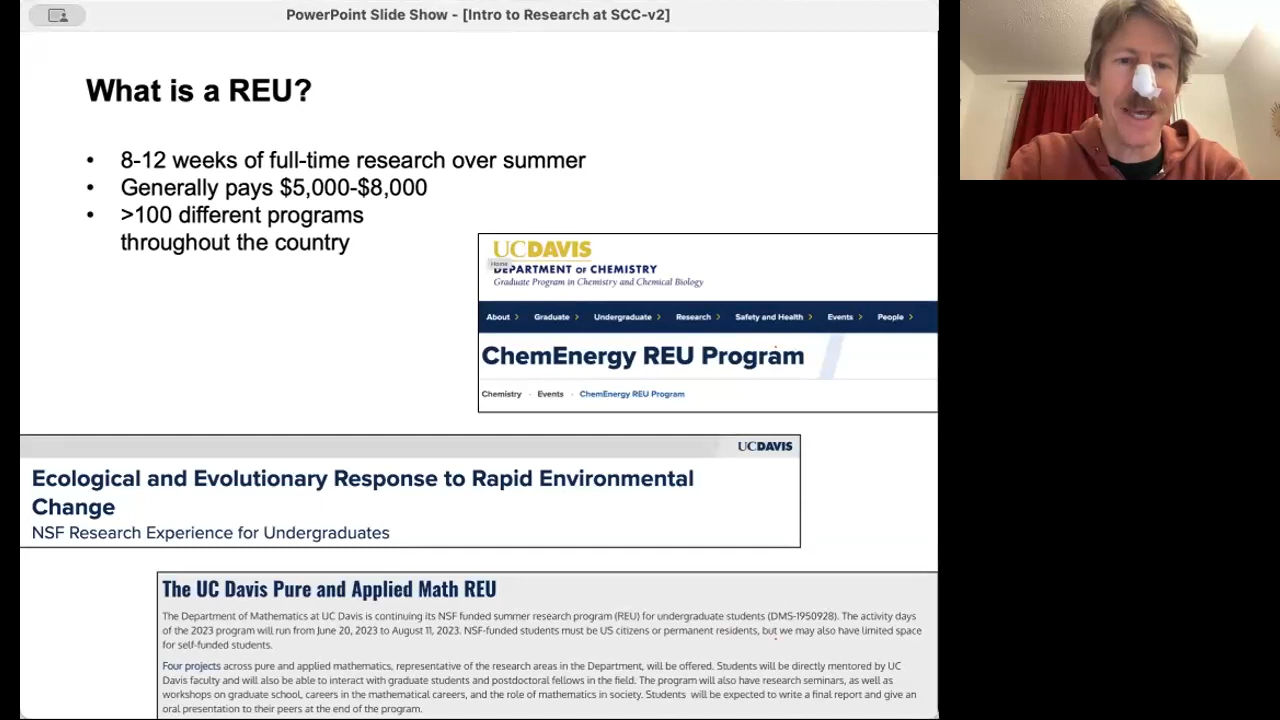 PowerPoint Slide Show - [Intro to Research at SCC-v2]
What is a REU?
• 8-12 weeks of full-time research over summer
• Generally pays $5,000-$8,000
• >100 different programs
throughout the country
UCDAVIS
Home
DEPARTMENT OF CHEMISTRY
Graduate Program in Chemistry and Chemical Biology
About Graduate Undergraduate Research Safety and Health Events People
ChemEnergy REU Program
Chemistry · Events · ChemEnergy REU Program
UCDAVIS
Ecological and Evolutionary Response to Rapid Environmental
Change
NSF Research Experience for Undergraduates
The UC Davis Pure and Applied Math REU
The Department of Mathematics at UC Davis is continuing its NSF funded summer research program (REU) for undergraduate students (DMS-1950928). The activity days
of the 2023 program will run from June 20, 2023 to August 11, 2023. NSF-funded students must be US citizens or permanent residents, but we may also have limited space
for self-funded students.
Four projects across pure and applied mathematics, representative of the research areas in the Department, will be offered. Students will be directly mentored by UC
Davis faculty and will also be able to interact with graduate students and postdoctoral fellows in the field. The program will also have research seminars, as well as
workshops on graduate school, careers in the mathematical careers, and the role of mathematics in society. Students will be expected to write a final report and give an
oral presentation to their peers at the end of the program.